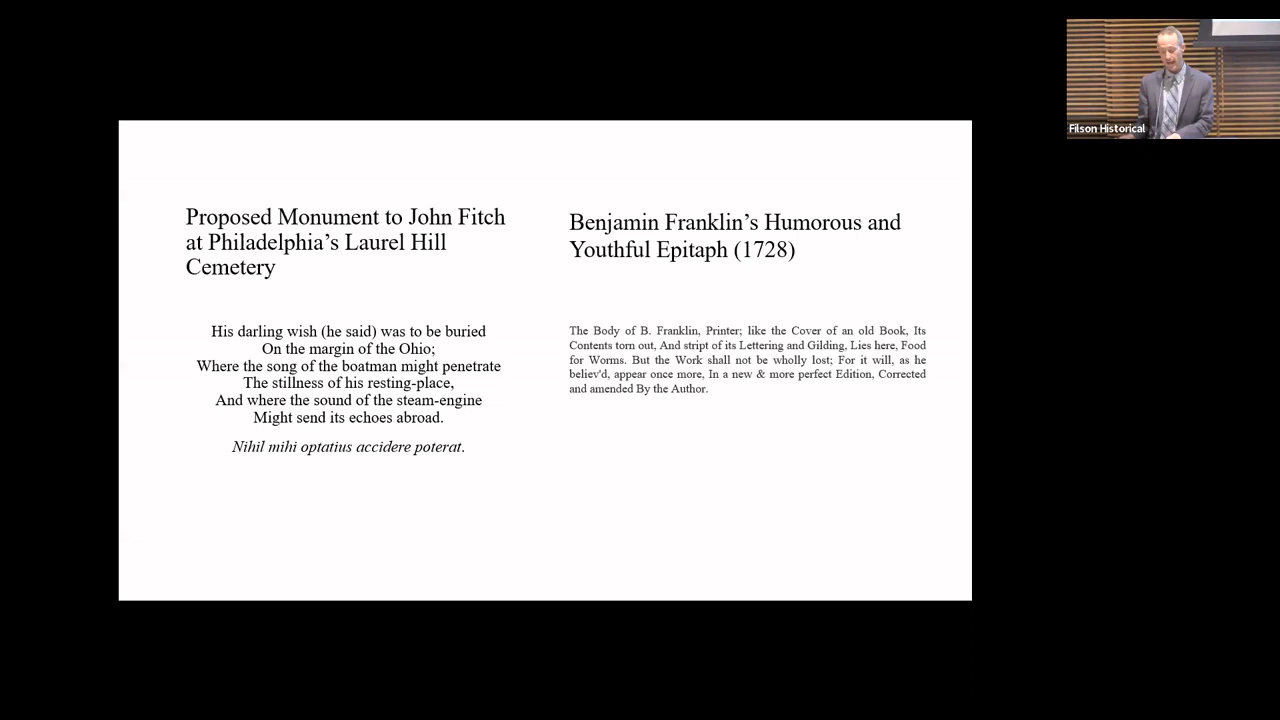 Proposed Monument to John Fitch
at Philadelphia’s Laurel Hill
Cemetery
His darling wish (he said) was to be buried
On the margin of the Ohio;
Where the song of the boatman might penetrate
The stillness of his resting-place,
And where the sound of the steam-engine
Might send its echoes abroad.
Nihil mihi optatius accidere poterat.
Benjamin Franklin’s Humorous and
Youthful Epitaph (1728)
The Body of B. Franklin, Printer; like the Cover of an old Book, Its
Contents torn out, And stript of its Lettering and Gilding, Lies here, Food
for Worms. But the Work shall not be wholly lost; For it will, as he
believ'd, appear once more, In a new & more perfect Edition, Corrected
and amended By the Author.
Filson Historical